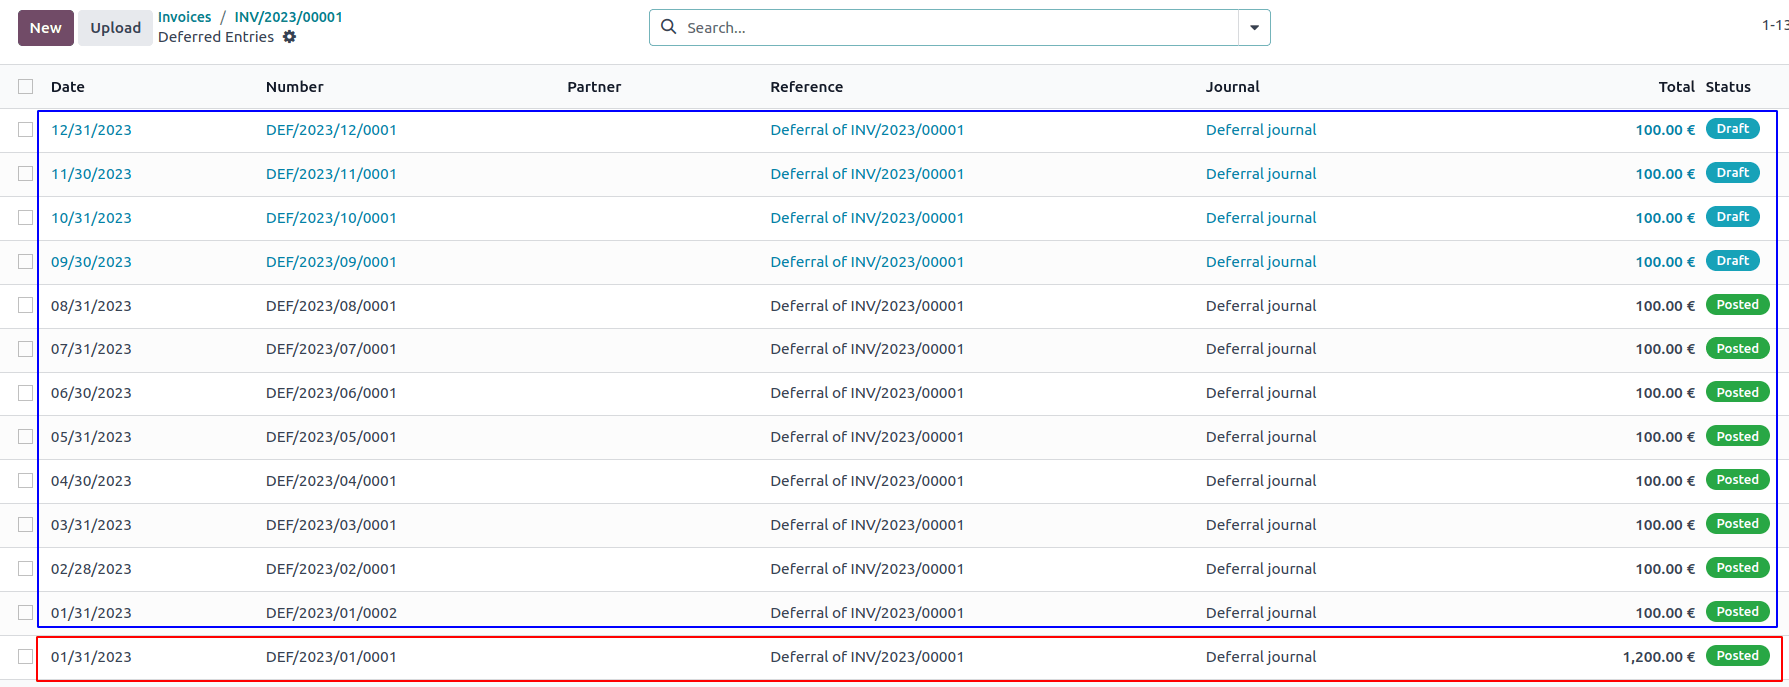 New Upload Invoices / INV/2023/00001 Search... 1-13
Deferred Entries
Date Number Partner Reference Journal Total Status
12/31/2023 DEF/2023/12/0001 Deferral of INV/2023/00001 Deferral journal 100.00 € Draft
11/30/2023 DEF/2023/11/0001 Deferral of INV/2023/00001 Deferral journal 100.00 € Draft
10/31/2023 DEF/2023/10/0001 Deferral of INV/2023/00001 Deferral journal 100.00 € Draft
09/30/2023 DEF/2023/09/0001 Deferral of INV/2023/00001 Deferral journal 100.00 € Draft
08/31/2023 DEF/2023/08/0001 Deferral of INV/2023/00001 Deferral journal 100.00 € Posted
07/31/2023 DEF/2023/07/0001 Deferral of INV/2023/00001 Deferral journal 100.00 € Posted
06/30/2023 DEF/2023/06/0001 Deferral of INV/2023/00001 Deferral journal 100.00 € Posted
05/31/2023 DEF/2023/05/0001 Deferral of INV/2023/00001 Deferral journal 100.00 € Posted
04/30/2023 DEF/2023/04/0001 Deferral of INV/2023/00001 Deferral journal 100.00 € Posted
03/31/2023 DEF/2023/03/0001 Deferral of INV/2023/00001 Deferral journal 100.00 € Posted
02/28/2023 DEF/2023/02/0001 Deferral of INV/2023/00001 Deferral journal 100.00 € Posted
01/31/2023 DEF/2023/01/0002 Deferral of INV/2023/00001 Deferral journal 100.00 € Posted
01/31/2023 DEF/2023/01/0001 Deferral of INV/2023/00001 Deferral journal 1,200.00 € Posted